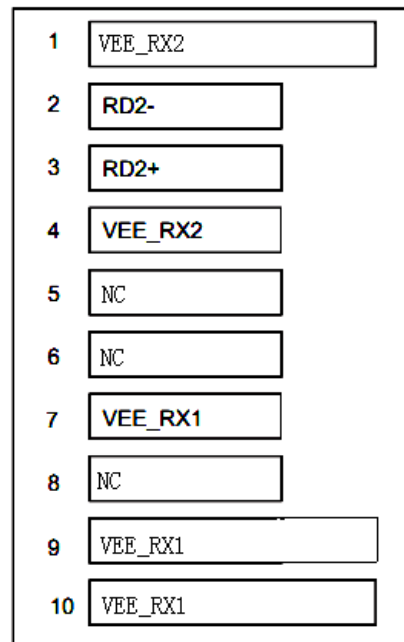 1 VEE_RX2
2 RD2-
3 RD2+
4 VEE_RX2
5 NC
6 NC
7 VEE_RX1
8 NC
9 VEE_RX1
10 VEE_RX1